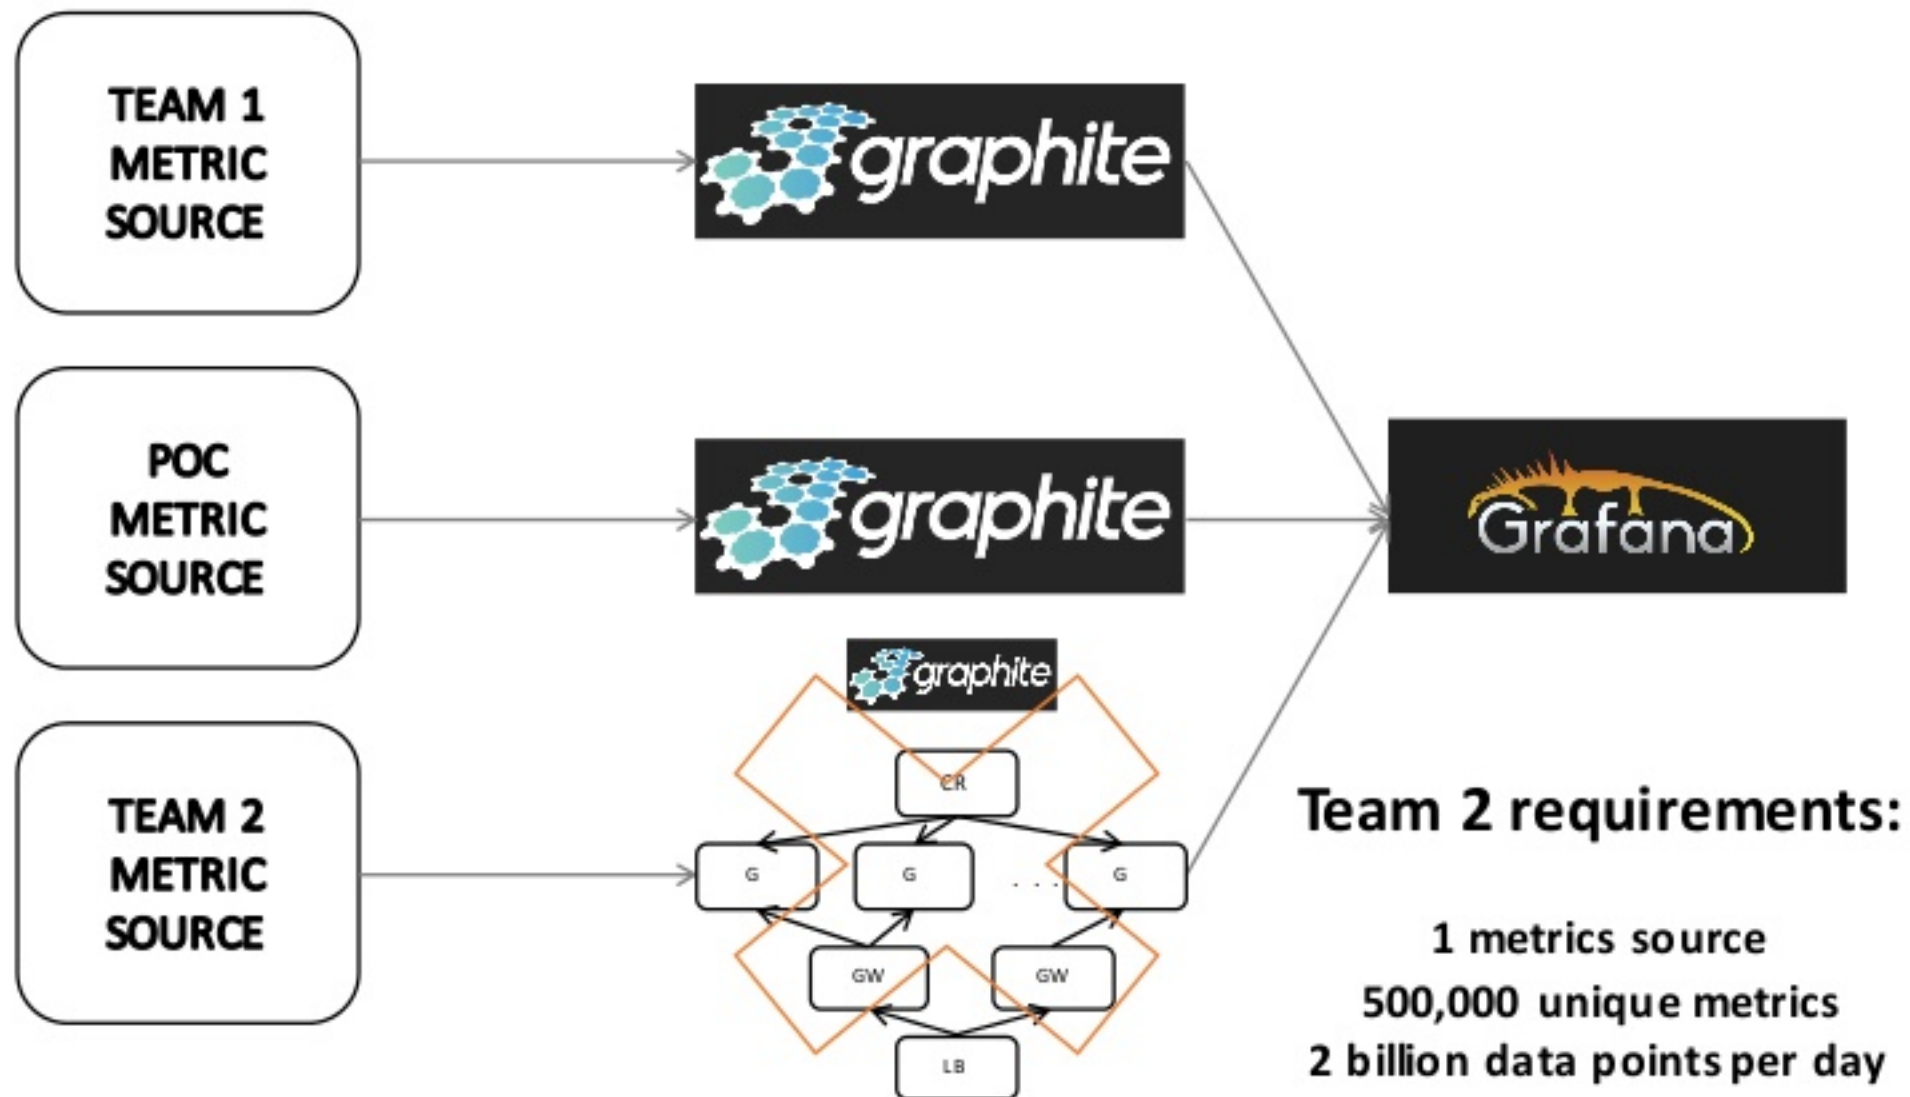 TEAM 1
METRIC
SOURCE
graphite
POC
METRIC
SOURCE
graphite
Grafana
graphite
TEAM 2
METRIC
SOURCE
CR
G
G
. . .
G
GW
GW
LB
Team 2 requirements:
1 metrics source
500,000 unique metrics
2 billion data points per day